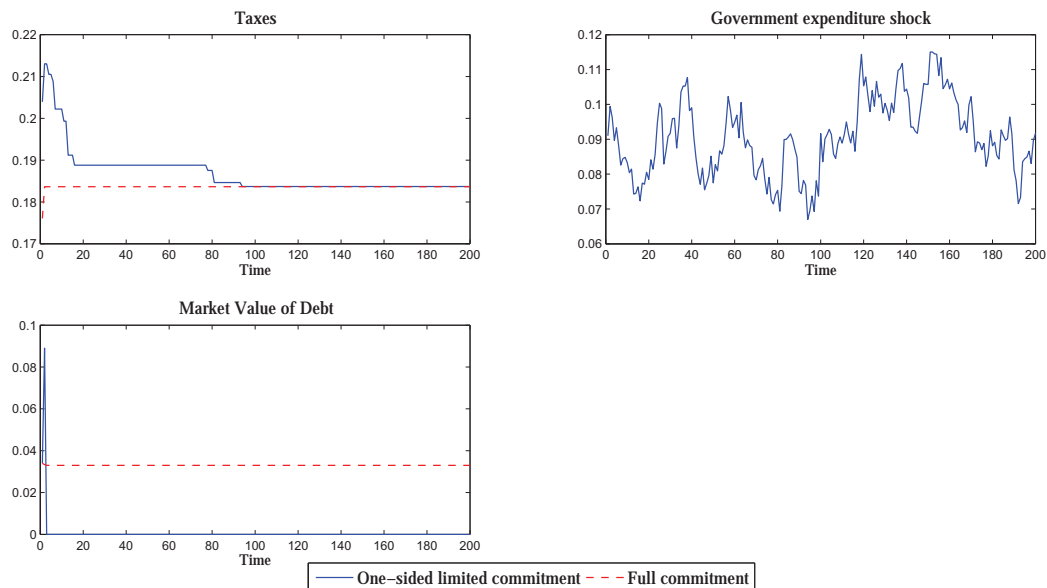 Taxes
0.22
0.21
0.2
0.19
0.18
0.17
0 20 40 60 80 100 120 140 160 180 200
Time
Government expenditure shock
0.12
0.11
0.1
0.09
0.08
0.07
0.06
0 20 40 60 80 100 120 140 160 180 200
Time
Market Value of Debt
0.1
0.08
0.06
0.04
0.02
0
0 20 40 60 80 100 120 140 160 180 200
Time
One−sided limited commitment Full commitment